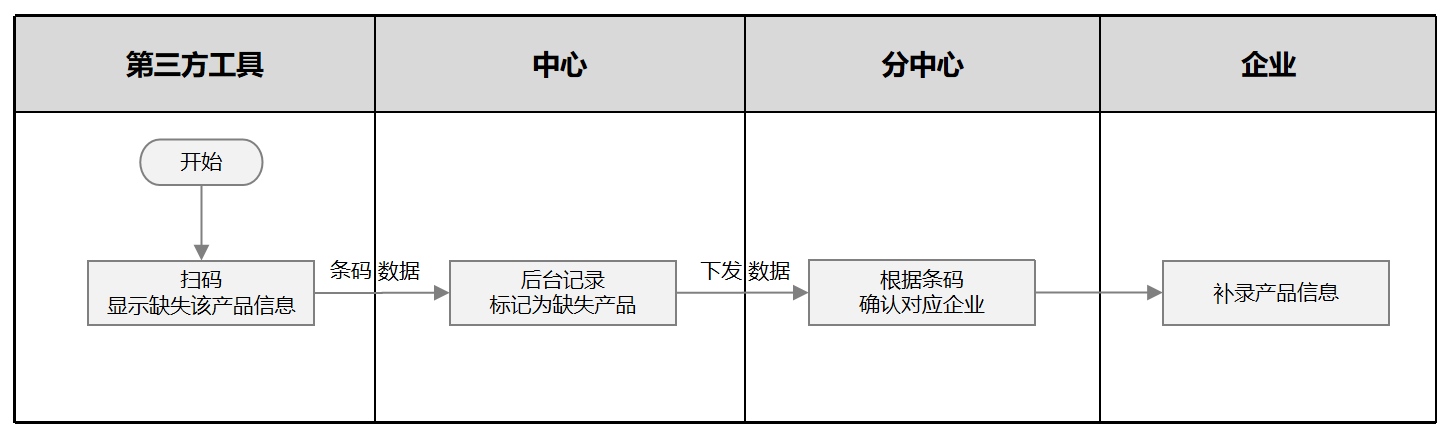 第三方工具
中心
分中心
企业
开始
扫码
显示缺失该产品信息
条码数据
后台记录
标记为缺失产品
下发数据
根据条码
确认对应企业
补录产品信息